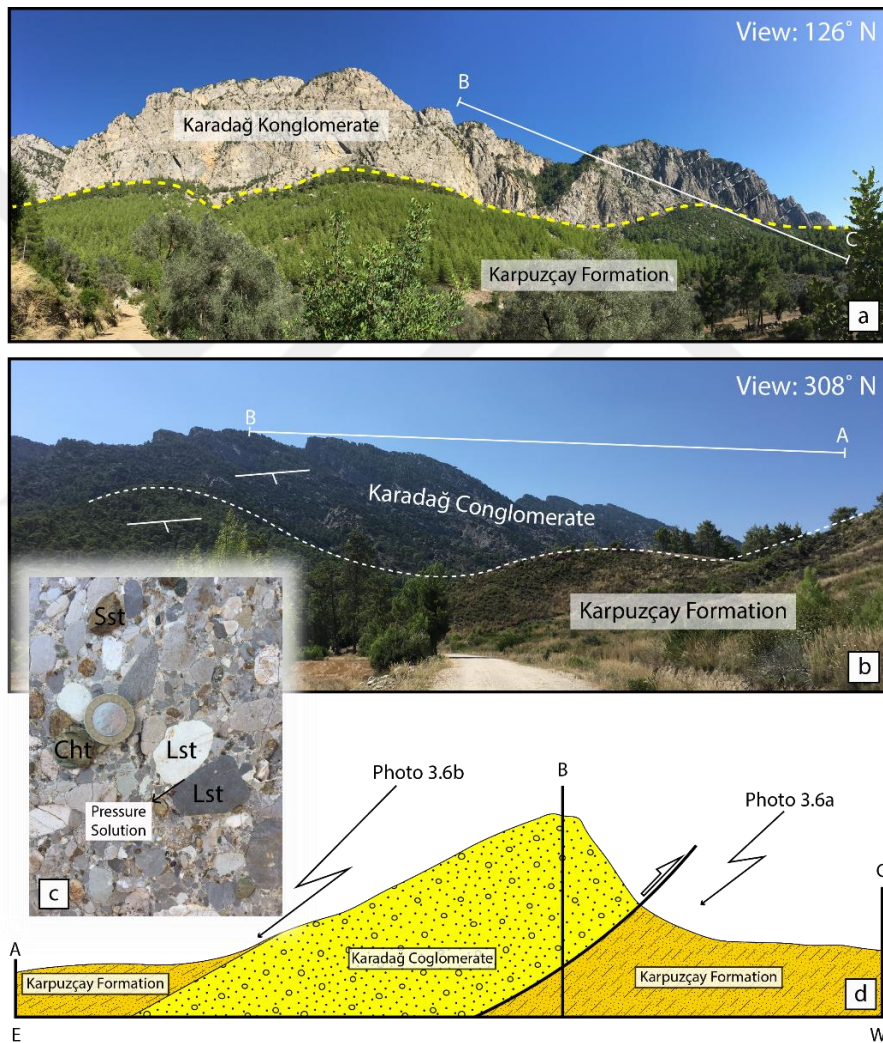 View: 126° N
B
Karadağ Konglomerate
C
Karpuzçay Formation
a
View: 308° N
B
A
Karadağ Conglomerate
Karpuzçay Formation
b
Sst
Cht
Lst
Lst
Pressure
Solution
c
Photo 3.6b
B
Photo 3.6a
C
A
Karpuzçay Formation
Karadağ Coglomerate
Karpuzçay Formation
d
E
W